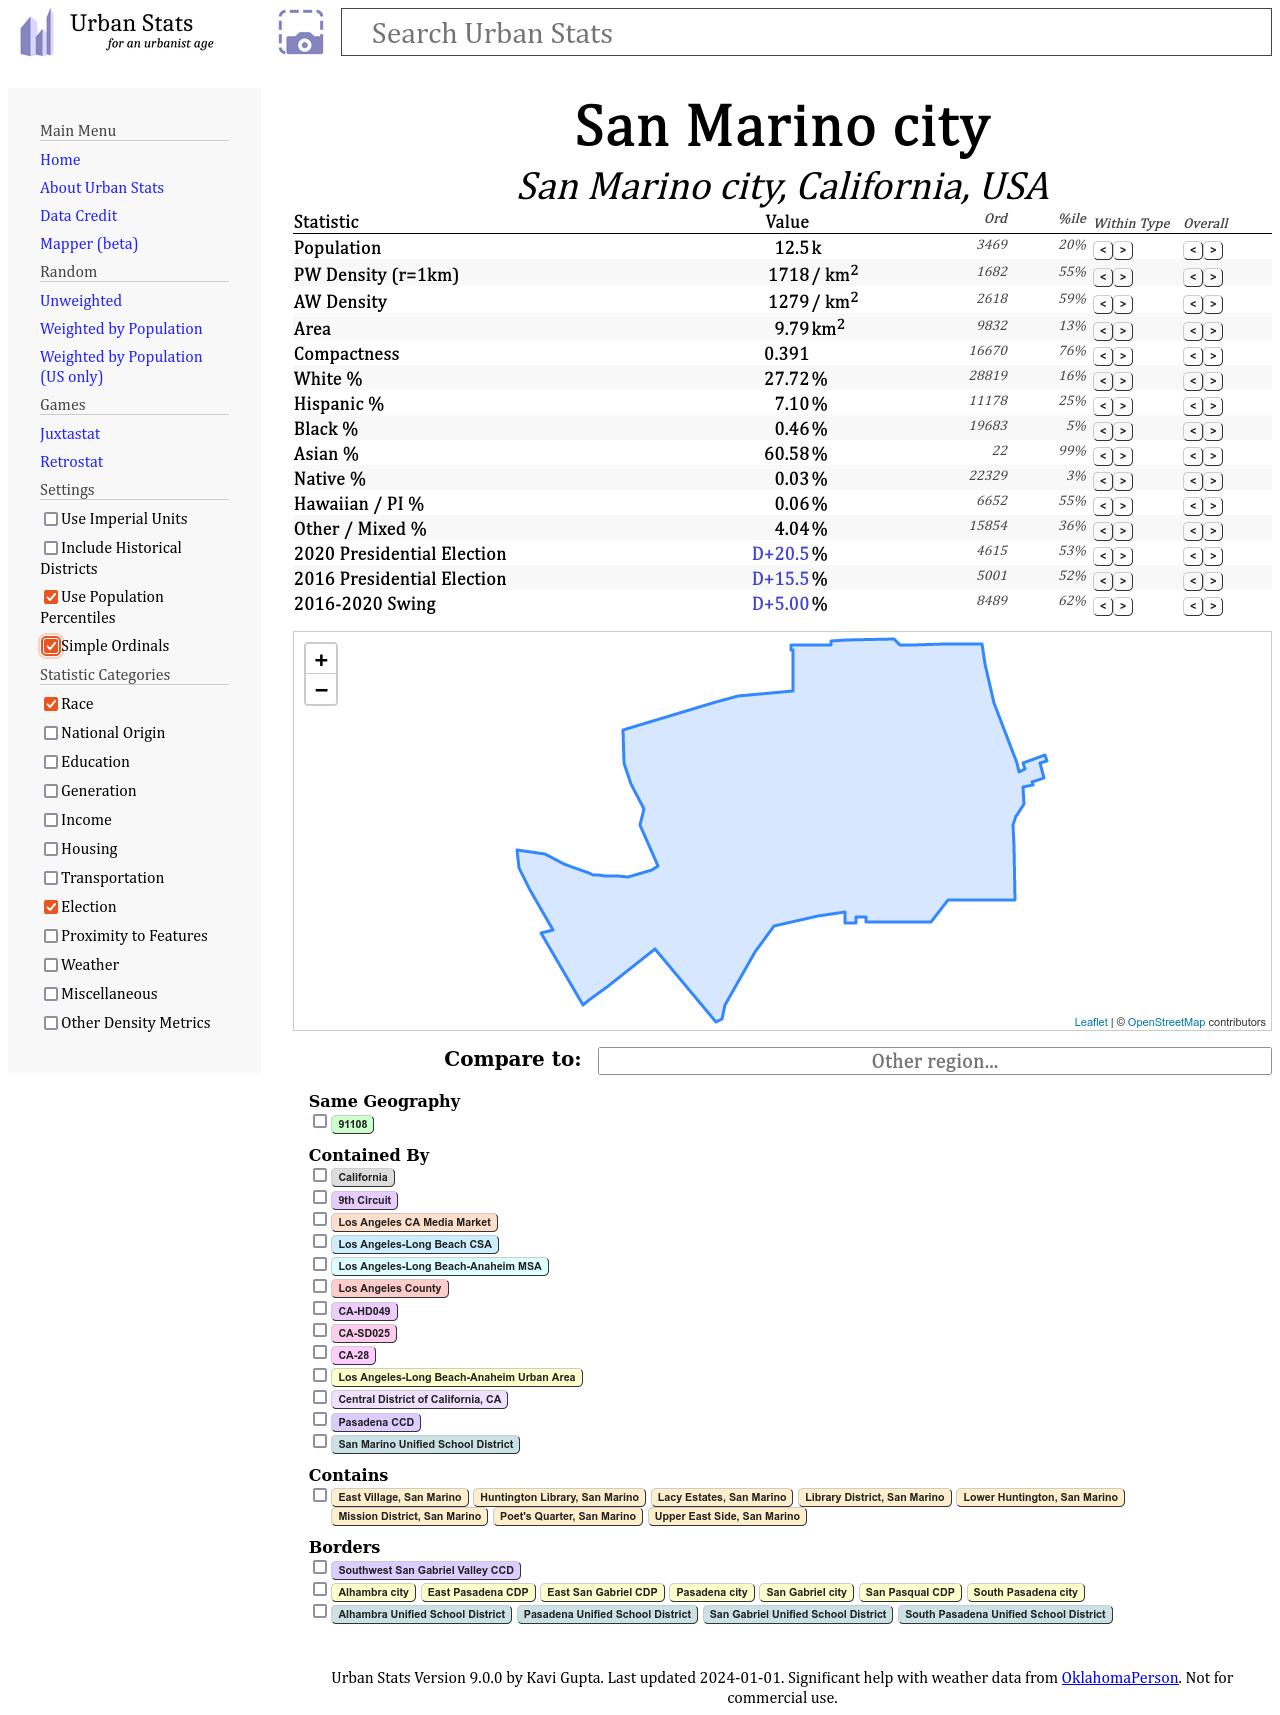 Urban Stats
for an urbanist age
Search Urban Stats
Main Menu
Home
About Urban Stats
Data Credit
Mapper (beta)
Random
Unweighted
Weighted by Population
Weighted by Population
(US only)
Games
Juxtastat
Retrostat
Settings
Use Imperial Units
Include Historical
Districts
Use Population
Percentiles
Simple Ordinals
Statistic Categories
Race
National Origin
Education
Generation
Income
Housing
Transportation
Election
Proximity to Features
Weather
Miscellaneous
Other Density Metrics
San Marino city
San Marino city, California, USA
Statistic Value Ord %ile Within Type Overall
Population 12.5 k 3469 20% < > < >
PW Density (r=1km) 1718 / km² 1682 55% < > < >
AW Density 1279 / km² 2618 59% < > < >
Area 9.79 km² 9832 13% < > < >
Compactness 0.391 16670 76% < > < >
White % 27.72 % 28819 16% < > < >
Hispanic % 7.10 % 11178 25% < > < >
Black % 0.46 % 19683 5% < > < >
Asian % 60.58 % 22 99% < > < >
Native % 0.03 % 22329 3% < > < >
Hawaiian / PI % 0.06 % 6652 55% < > < >
Other / Mixed % 4.04 % 15854 36% < > < >
2020 Presidential Election D+20.5 % 4615 53% < > < >
2016 Presidential Election D+15.5 % 5001 52% < > < >
2016-2020 Swing D+5.00 % 8489 62% < > < >
+
−
Leaflet | © OpenStreetMap contributors
Compare to: Other region...
Same Geography
91108
Contained By
California
9th Circuit
Los Angeles CA Media Market
Los Angeles-Long Beach CSA
Los Angeles-Long Beach-Anaheim MSA
Los Angeles County
CA-HD049
CA-SD025
CA-28
Los Angeles-Long Beach-Anaheim Urban Area
Central District of California, CA
Pasadena CCD
San Marino Unified School District
Contains
East Village, San Marino Huntington Library, San Marino Lacy Estates, San Marino Library District, San Marino Lower Huntington, San Marino
Mission District, San Marino Poet's Quarter, San Marino Upper East Side, San Marino
Borders
Southwest San Gabriel Valley CCD
Alhambra city East Pasadena CDP East San Gabriel CDP Pasadena city San Gabriel city San Pasqual CDP South Pasadena city
Alhambra Unified School District Pasadena Unified School District San Gabriel Unified School District South Pasadena Unified School District
Urban Stats Version 9.0.0 by Kavi Gupta. Last updated 2024-01-01. Significant help with weather data from OklahomaPerson. Not for
commercial use.